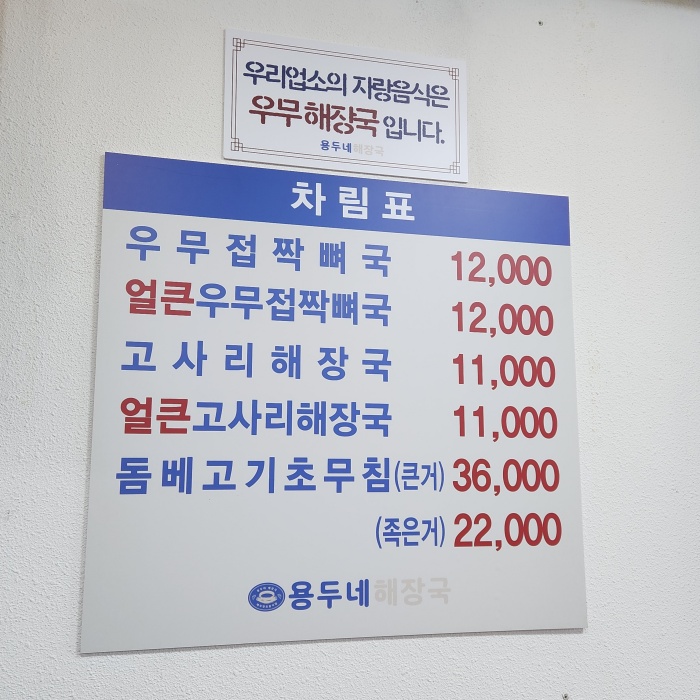 우리업소의 자랑음식은
우무해장국 입니다.
용두네해장국
차림표
우무접짝뼈국 12,000
얼큰우무접짝뼈국 12,000
고사리해장국 11,000
얼큰고사리해장국 11,000
돔베고기초무침(큰거) 36,000
(족은거) 22,000
용두네해장국